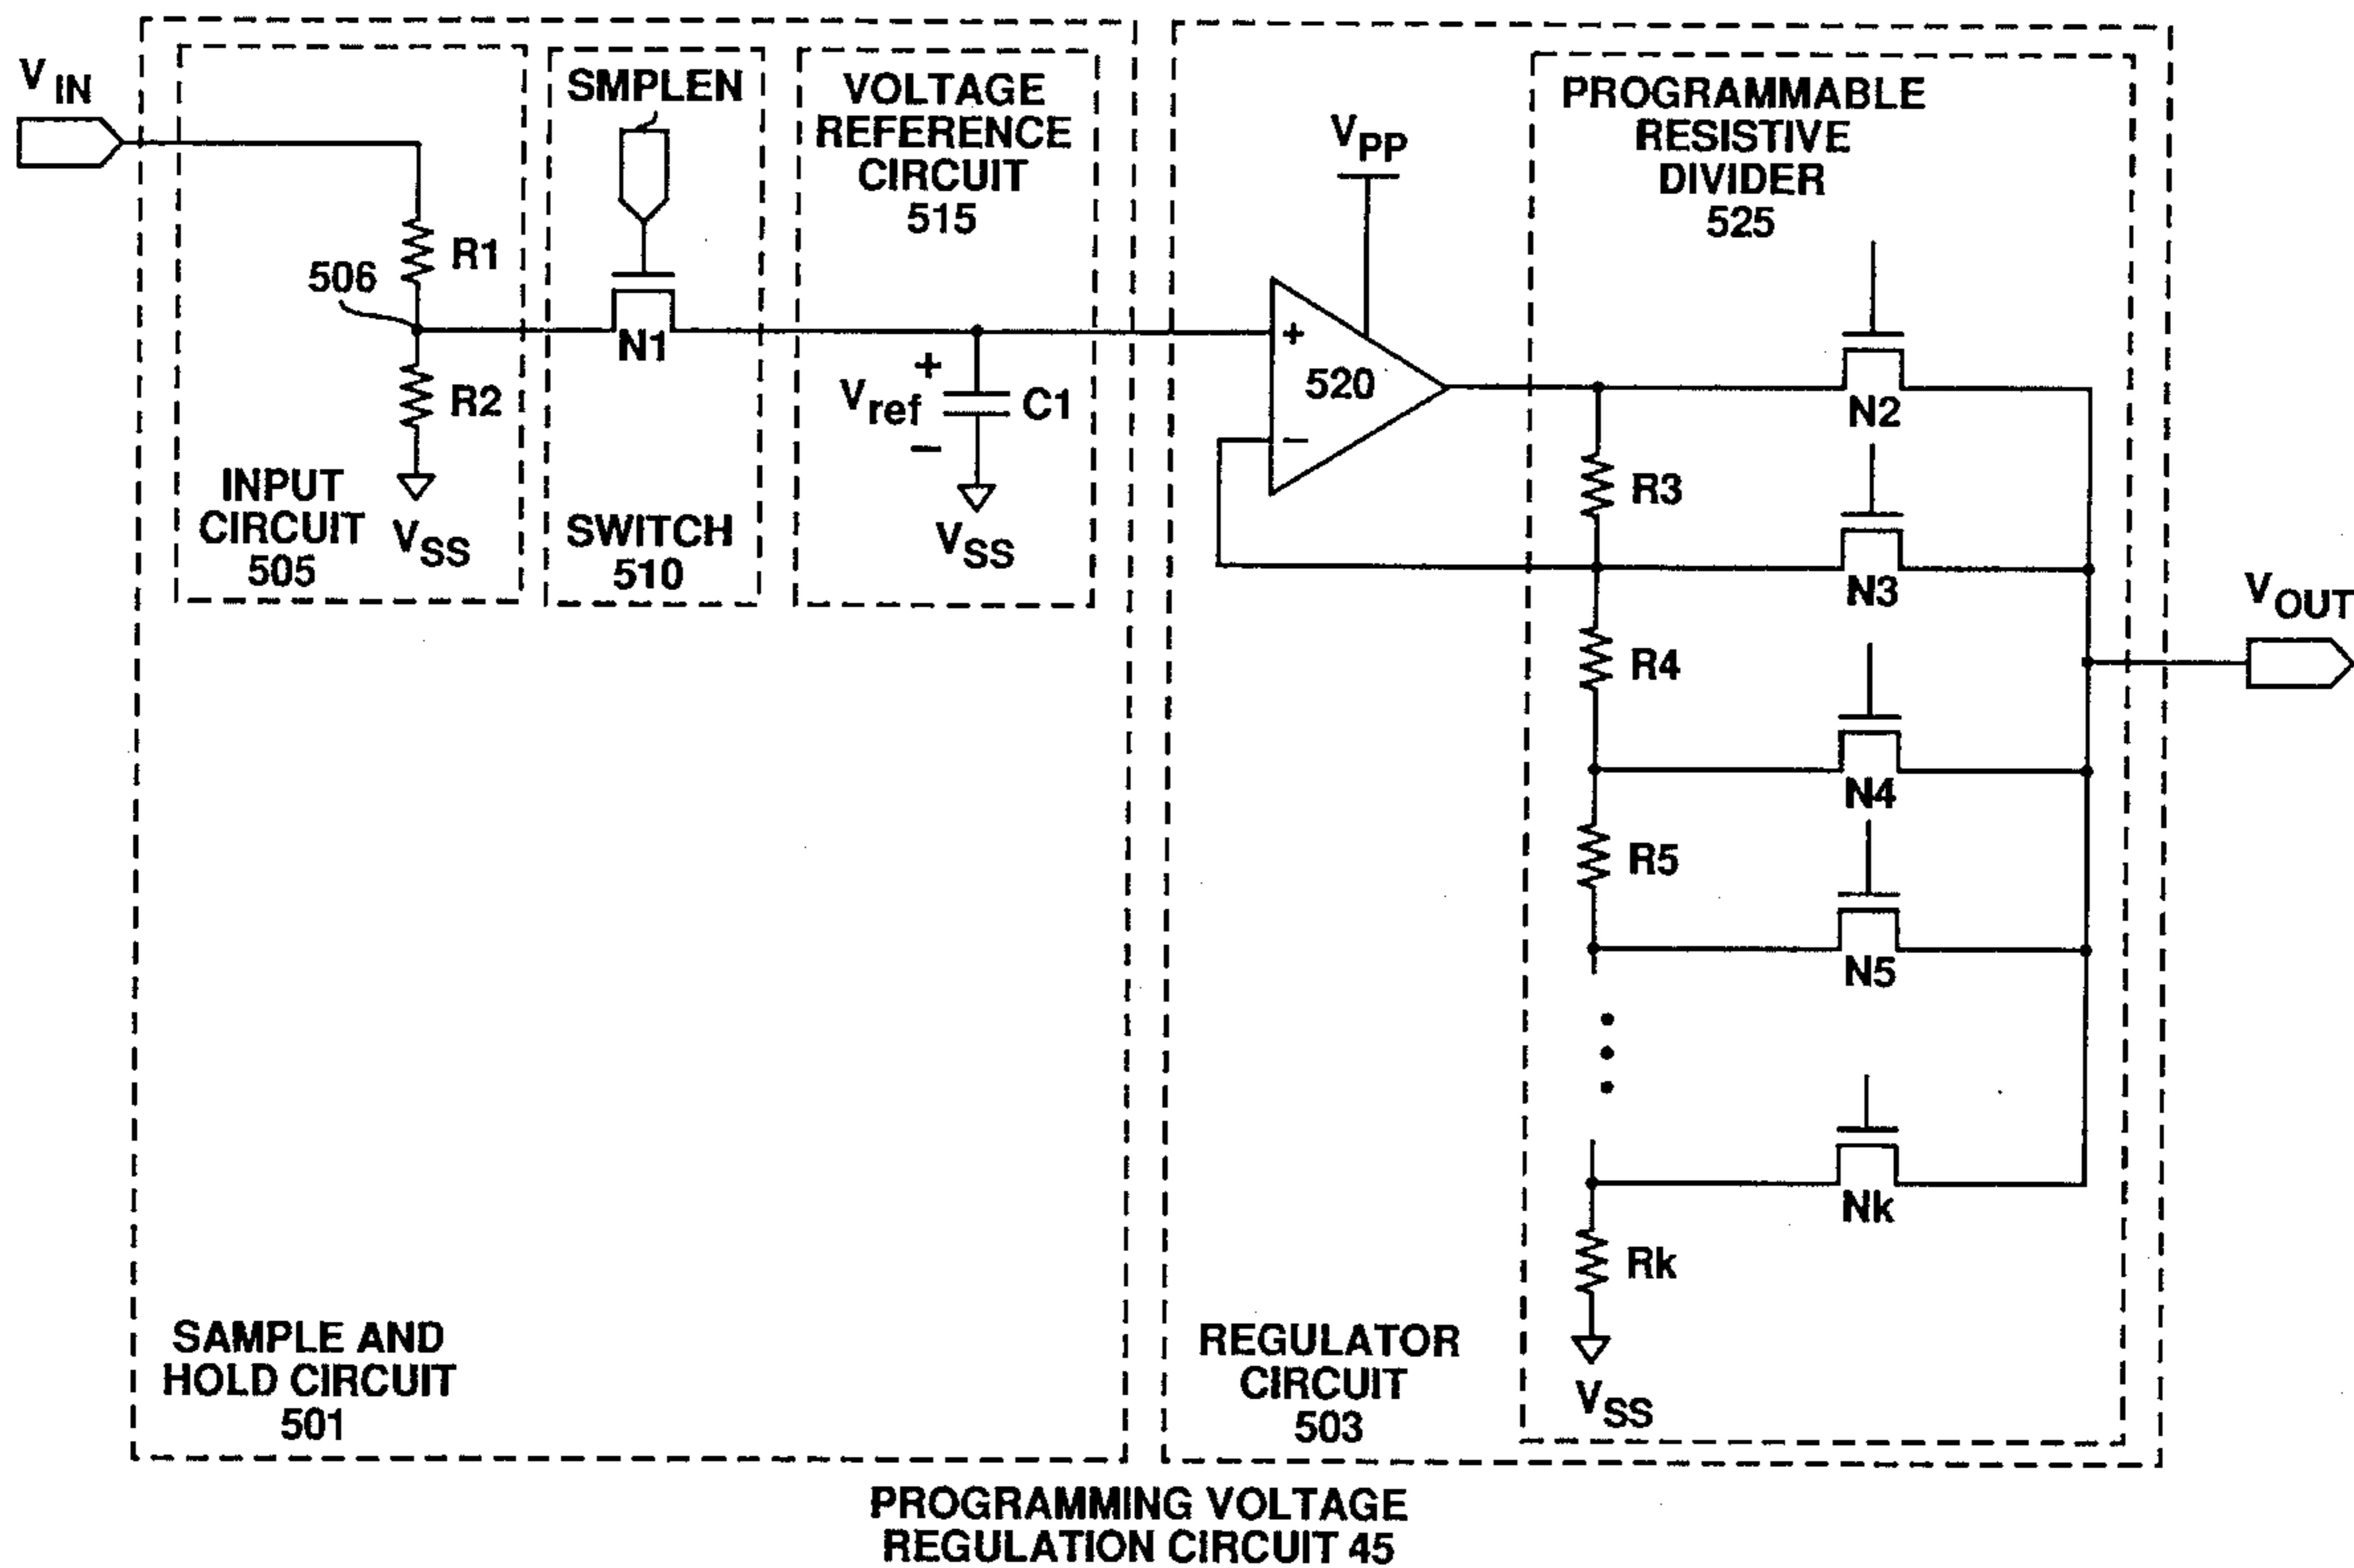 V IN
SMPLEN
VOLTAGE
REFERENCE
CIRCUIT
515
R1
506
N1
R2
+
Vref
C1
−
INPUT
CIRCUIT
505
VSS
SWITCH
510
VSS
PROGRAMMABLE
RESISTIVE
DIVIDER
525
VPP
+
520
−
N2
R3
N3
R4
N4
R5
N5
Nk
Rk
VSS
VOUT
SAMPLE AND
HOLD CIRCUIT
501
REGULATOR
CIRCUIT
503
PROGRAMMING VOLTAGE
REGULATION CIRCUIT 45